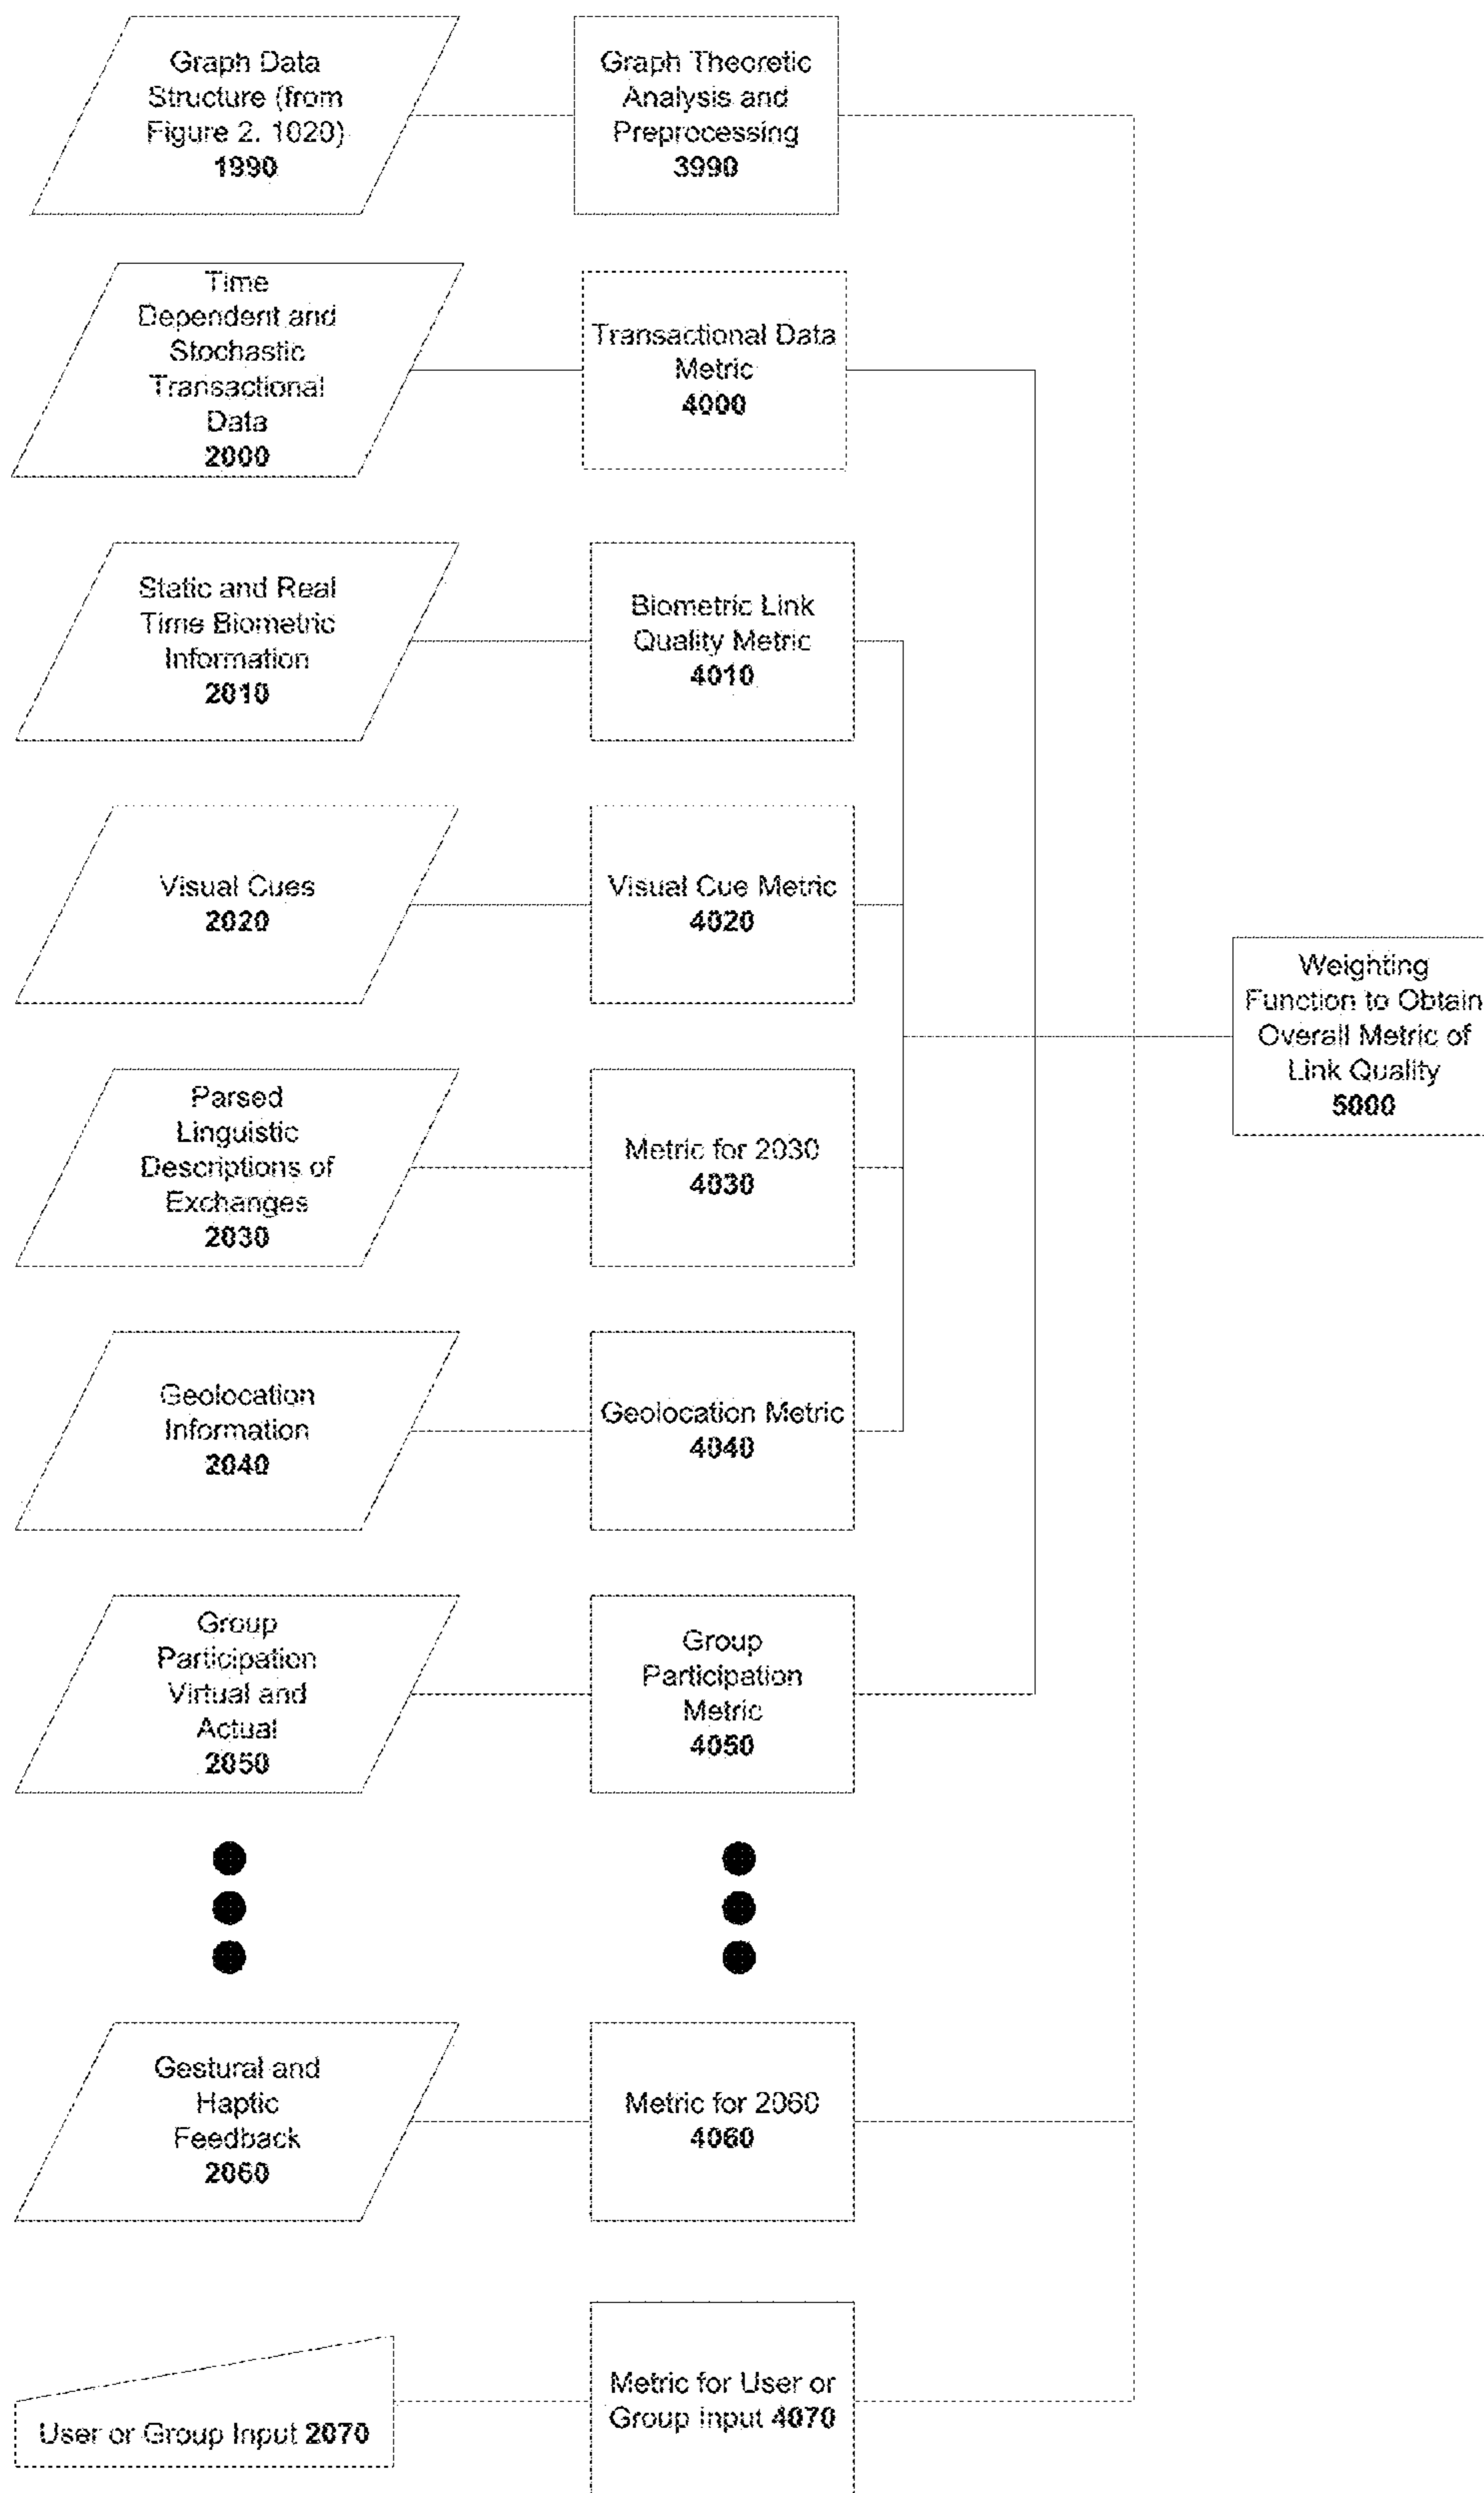 Graph Data
Structure (from
Figure 2. 1020)
1990
Graph Theoretic
Analysis and
Preprocessing
3990
Time
Dependent and
Stochastic
Transactional
Data
2000
Transactional Data
Metric
4000
Static and Real
Time Biometric
Information
2010
Biometric Link
Quality Metric
4010
Visual Cues
2020
Visual Cue Metric
4020
Weighting
Function to Obtain
Overall Metric of
Link Quality
5000
Parsed
Linguistic
Descriptions of
Exchanges
2030
Metric for 2030
4030
Geolocation
Information
2040
Geolocation Metric
4040
Group
Participation
Virtual and
Actual
2050
Group
Participation
Metric
4050
Gestural and
Haptic
Feedback
2060
Metric for 2060
4060
User or Group Input 2070
Metric for User or
Group Input 4070